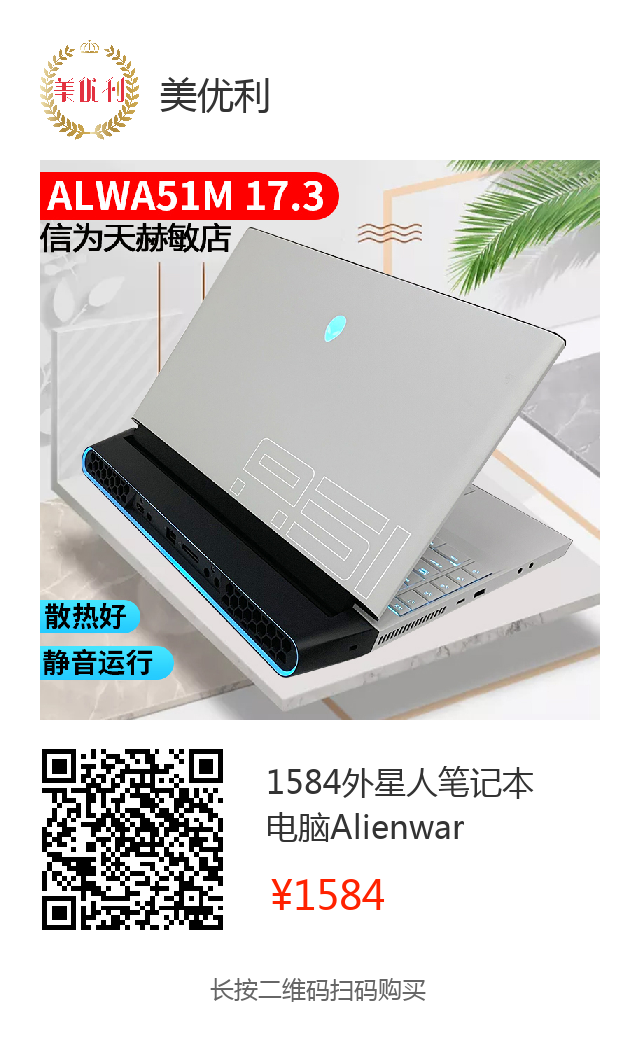 美优利
美优利
ALWA51M 17.3
信为天赫敏店
A51
散热好
静音运行
1584外星人笔记本
电脑Alienwar
¥1584
长按二维码扫码购买